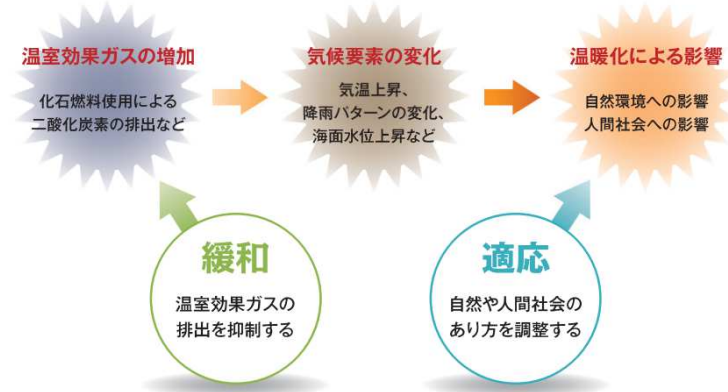 温室効果ガスの増加
化石燃料使用による
二酸化炭素の排出など
気候要素の変化
気温上昇、
降雨パターンの変化、
海面水位上昇など
温暖化による影響
自然環境への影響
人間社会への影響
緩和
温室効果ガスの
排出を抑制する
適応
自然や人間社会の
あり方を調整する